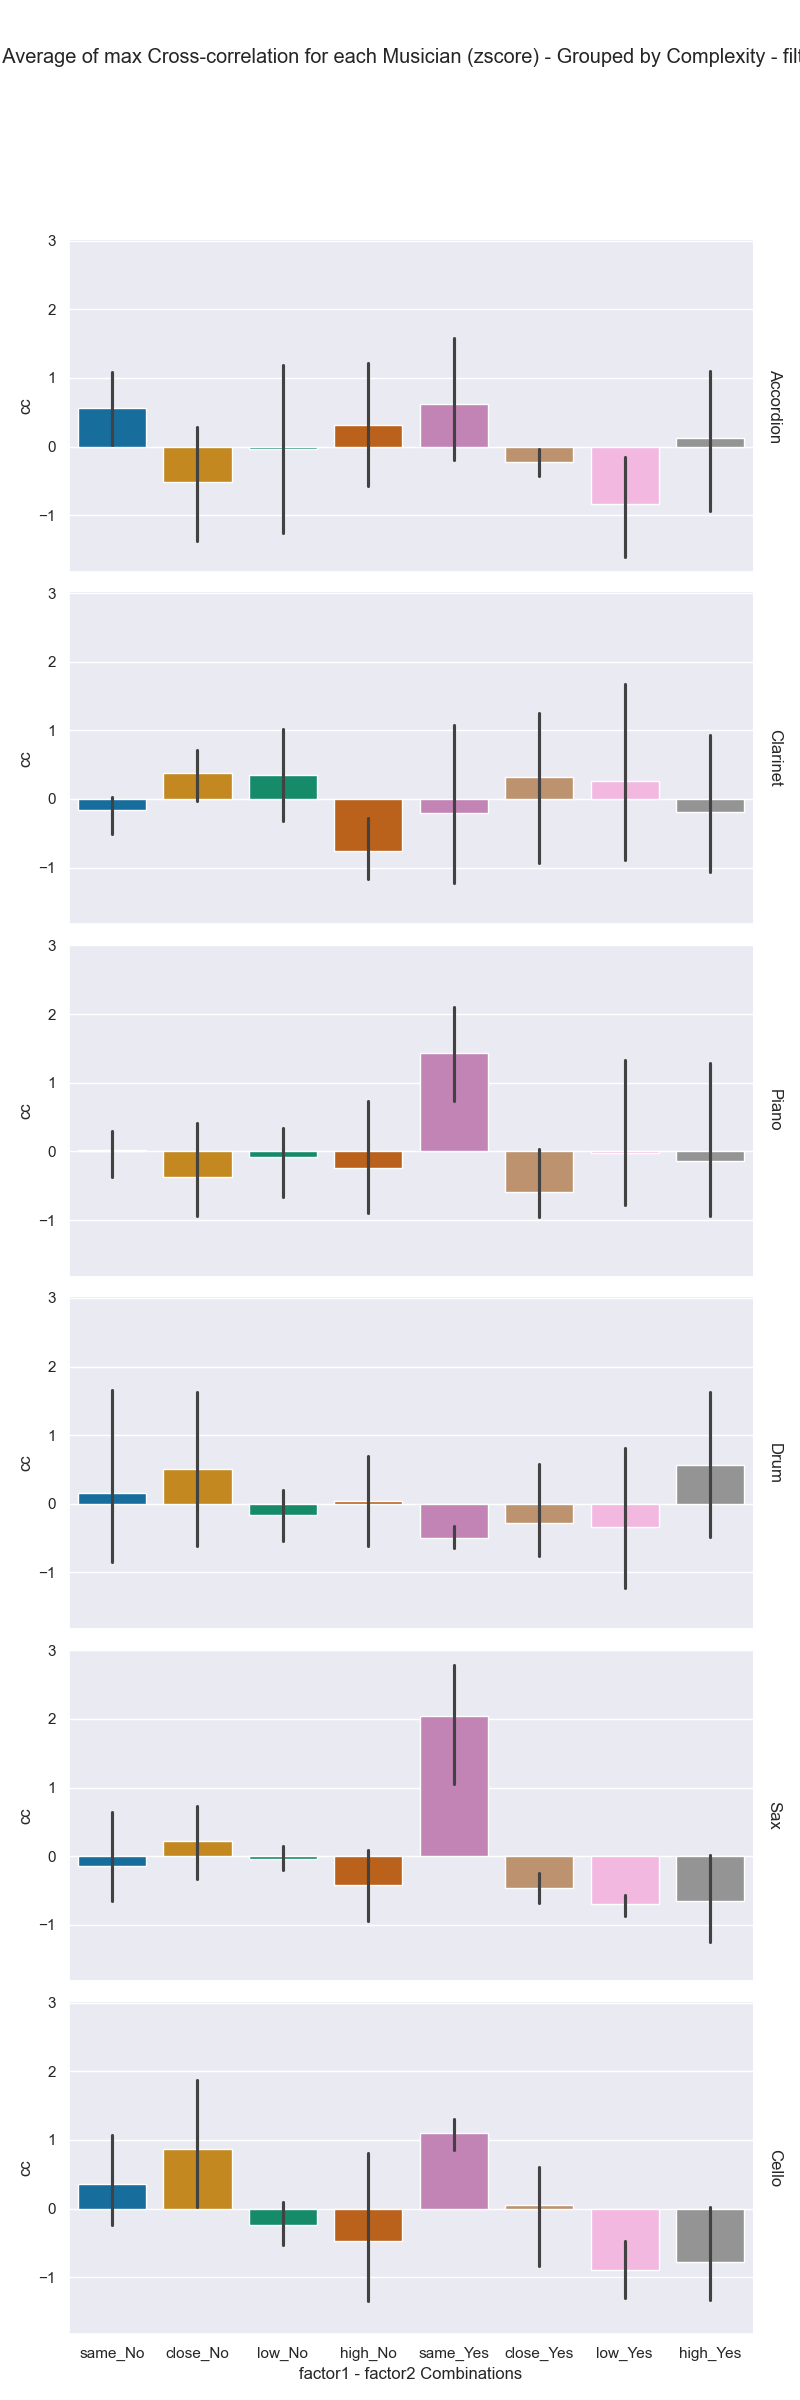 Average of max Cross-correlation for each Musician (zscore) - Grouped by Complexity - filt
3
2
1
0
−1
cc
Accordion
3
2
1
0
−1
cc
Clarinet
3
2
1
0
−1
cc
Piano
3
2
1
0
−1
cc
Drum
3
2
1
0
−1
cc
Sax
3
2
1
0
−1
cc
Cello
same_No close_No low_No high_No same_Yes close_Yes low_Yes high_Yes
factor1 - factor2 Combinations